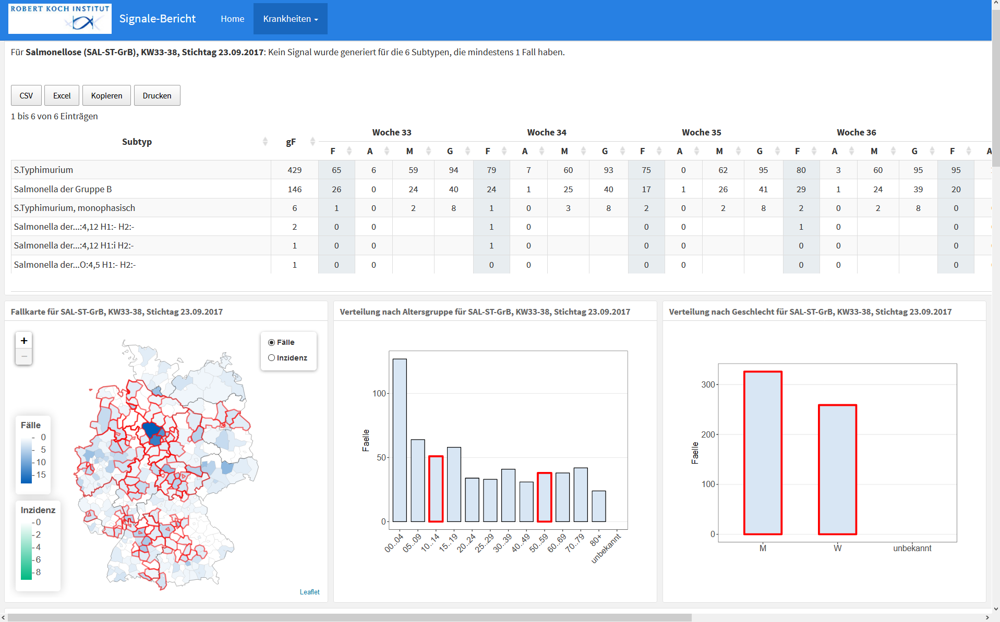 ROBERT KOCH INSTITUT
Signale-Bericht Home Krankheiten
Für Salmonellose (SAL-ST-GrB), KW33-38, Stichtag 23.09.2017: Kein Signal wurde generiert für die 6 Subtypen, die mindestens 1 Fall haben.
CSV Excel Kopieren Drucken
1 bis 6 von 6 Einträgen
Woche 33 Woche 34 Woche 35 Woche 36
Subtyp gF
F A M G F A M G F A M G F A M G F A
S.Typhimurium 429 65 6 59 94 79 7 60 93 75 0 62 95 80 3 60 95 95
Salmonella der Gruppe B 146 26 0 24 40 24 1 25 40 17 1 26 41 29 1 24 39 20
S.Typhimurium, monophasisch 6 1 0 2 8 1 0 3 8 2 0 2 8 2 0 2 8 0
Salmonella der...:4,12 H1:- H2:- 2 0 0 1 0 0 0 1 0 0
Salmonella der...:4,12 H1:i H2:- 1 0 0 1 0 0 0 0 0 0
Salmonella der...O:4,5 H1:- H2:- 1 0 0 0 0 0 0 0 0 0
Fallkarte für SAL-ST-GrB, KW33-38, Stichtag 23.09.2017
+
−
Fälle
Inzidenz
Fälle
0
5
10
15
Inzidenz
0
2
4
6
8
Leaflet
Verteilung nach Altersgruppe für SAL-ST-GrB, KW33-38, Stichtag 23.09.2017
Faelle
100
50
0
00..04 05..09 10..14 15..19 20..24 25..29 30..39 40..49 50..59 60..69 70..79 80+ unbekannt
Verteilung nach Geschlecht für SAL-ST-GrB, KW33-38, Stichtag 23.09.2017
Faelle
300
200
100
0
M W unbekannt